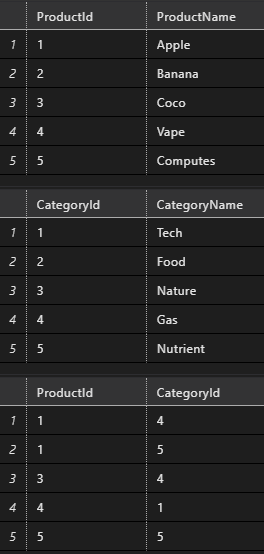 ProductId ProductName
1 1 Apple
2 2 Banana
3 3 Coco
4 4 Vape
5 5 Computes
CategoryId CategoryName
1 1 Tech
2 2 Food
3 3 Nature
4 4 Gas
5 5 Nutrient
ProductId CategoryId
1 1 4
2 1 5
3 3 4
4 4 1
5 5 5